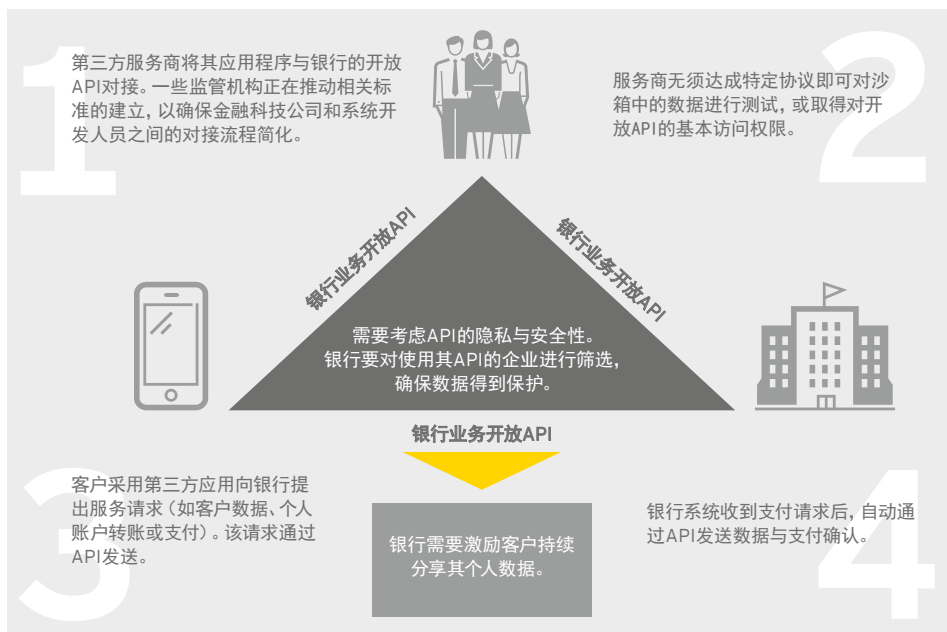 1
第三方服务商将其应用程序与银行的开放
API对接。一些监管机构正在推动相关标
准的建立，以确保金融科技公司和系统开
发人员之间的对接流程简化。
2
服务商无须达成特定协议即可对沙
箱中的数据进行测试，或取得对开
放API的基本访问权限。
银行业务开放API
银行业务开放API
需要考虑API的隐私与安全性。
银行要对使用其API的企业进行筛选，
确保数据得到保护。
银行业务开放API
3
客户采用第三方应用向银行提
出服务请求（如客户数据、个人
账户转账或支付）。该请求通过
API发送。
银行需要激励客户持续
分享其个人数据。
4
银行系统收到支付请求后，自动通
过API发送数据与支付确认。